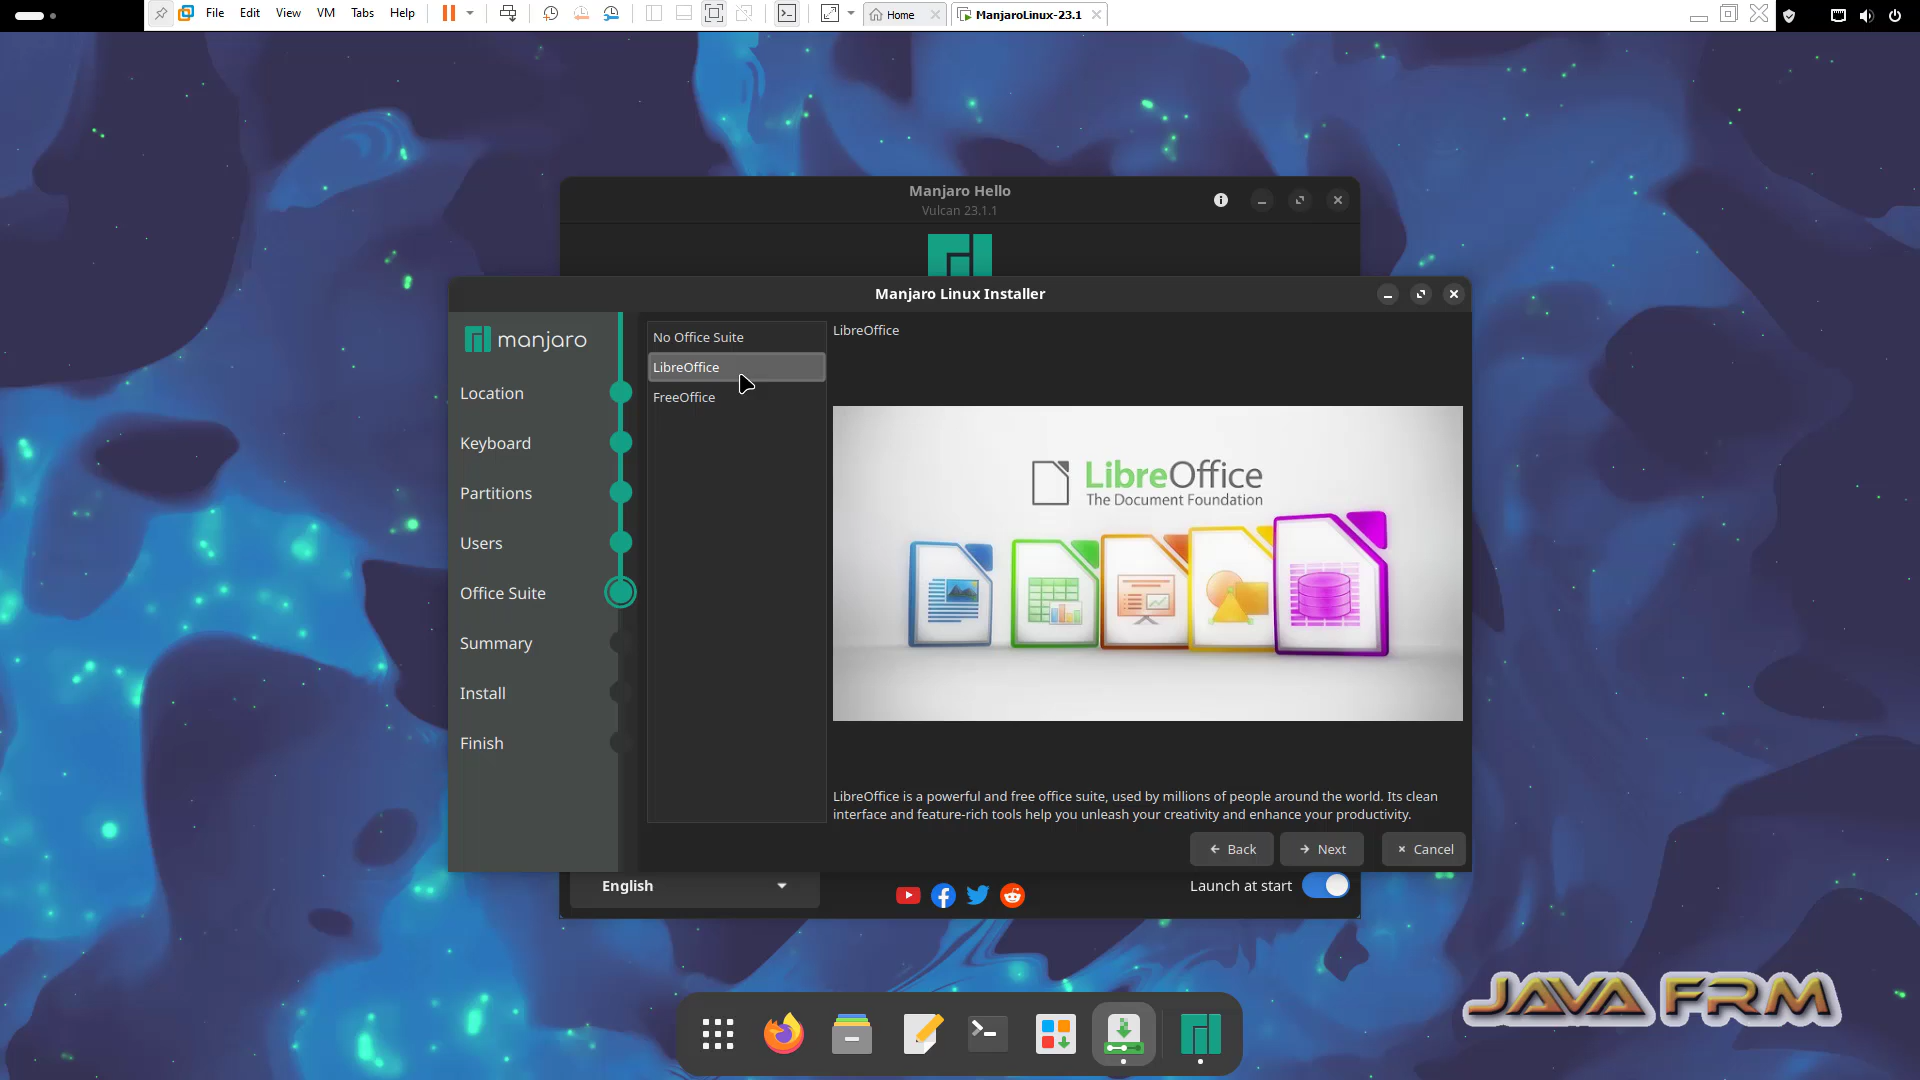 File Edit View VM Tabs Help
Home
ManjaroLinux-23.1
Manjaro Hello
Vulcan 23.1.1
Manjaro Linux Installer
manjaro
Location
Keyboard
Partitions
Users
Office Suite
Summary
Install
Finish
No Office Suite
LibreOffice
FreeOffice
LibreOffice
LibreOffice
The Document Foundation
LibreOffice is a powerful and free office suite, used by millions of people around the world. Its clean
interface and feature-rich tools help you unleash your creativity and enhance your productivity.
Back
Next
Cancel
English
Launch at start
JAVA FRM